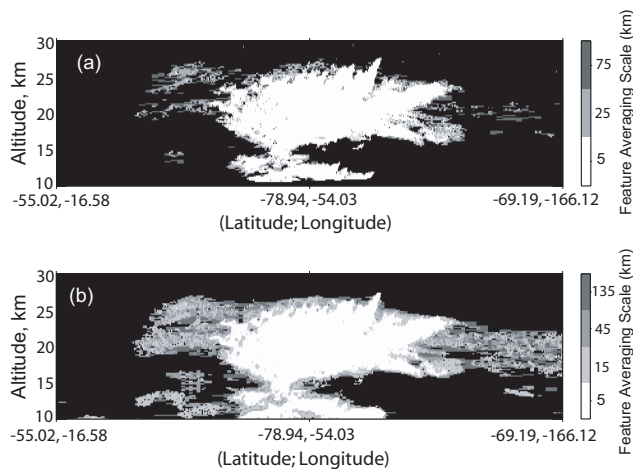 (a)
30
25
20
15
10
Altitude, km
-55.02, -16.58
-78.94, -54.03
-69.19, -166.12
(Latitude; Longitude)
75
25
5
Feature Averaging Scale (km)
(b)
30
25
20
15
10
Altitude, km
-55.02, -16.58
-78.94, -54.03
-69.19, -166.12
(Latitude; Longitude)
135
45
15
5
Feature Averaging Scale (km)